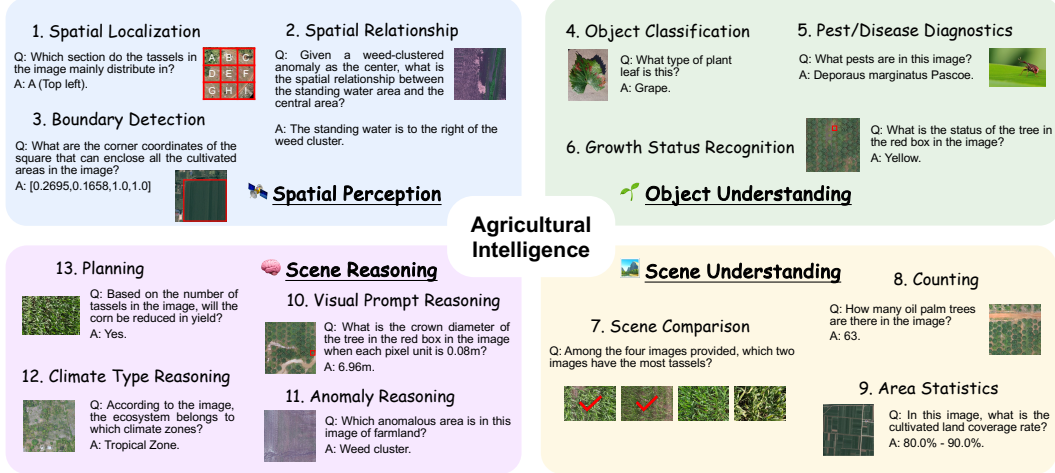 1. Spatial Localization
Q: Which section do the tassels in
the image mainly distribute in?
A: A (Top left).
A B C
D E F
G H I
2. Spatial Relationship
Q: Given a weed-clustered
anomaly as the center, what is
the spatial relationship between
the standing water area and the
central area?
A: The standing water is to the right of the
weed cluster.
3. Boundary Detection
Q: What are the corner coordinates of the
square that can enclose all the cultivated
areas in the image?
A: [0.2695,0.1658,1.0,1.0]
Spatial Perception
4. Object Classification
Q: What type of plant
leaf is this?
A: Grape.
5. Pest/Disease Diagnostics
Q: What pests are in this image?
A: Deporaus marginatus Pascoe.
6. Growth Status Recognition
Q: What is the status of the tree in
the red box in the image?
A: Yellow.
Object Understanding
Agricultural
Intelligence
13. Planning
Q: Based on the number of
tassels in the image, will the
corn be reduced in yield?
A: Yes.
Scene Reasoning
10. Visual Prompt Reasoning
Q: What is the crown diameter of
the tree in the red box in the image
when each pixel unit is 0.08m?
A: 6.96m.
12. Climate Type Reasoning
Q: According to the image,
the ecosystem belongs to
which climate zones?
A: Tropical Zone.
11. Anomaly Reasoning
Q: Which anomalous area is in this
image of farmland?
A: Weed cluster.
Scene Understanding
7. Scene Comparison
Q: Among the four images provided, which two
images have the most tassels?
8. Counting
Q: How many oil palm trees
are there in the image?
A: 63.
9. Area Statistics
Q: In this image, what is the
cultivated land coverage rate?
A: 80.0% - 90.0%.